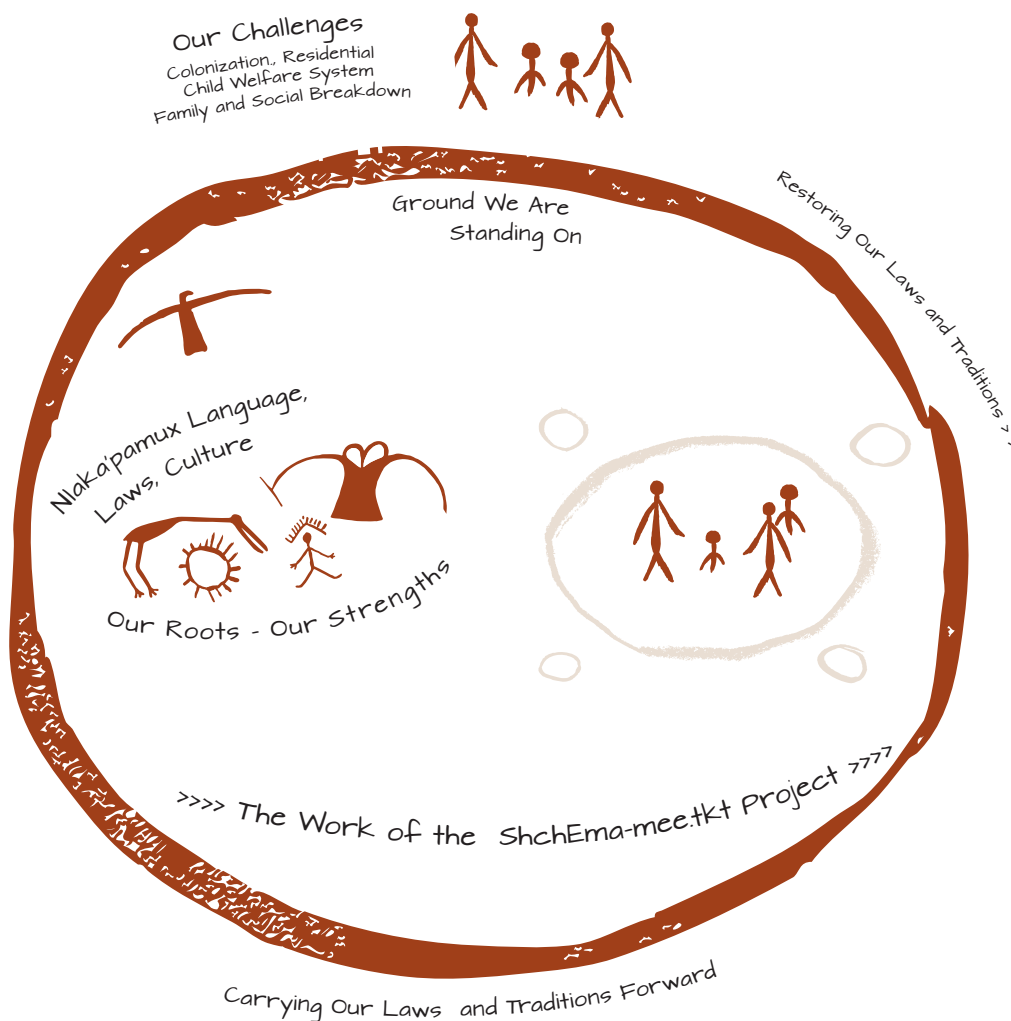 Our Challenges
Colonization., Residential
Child Welfare System
Family and Social Breakdown
Ground We Are
Standing On
Restoring Our Laws and Traditions > >
Nlaka'pamux Language,
Laws, Culture
Our Roots - Our Strengths
>>>> The Work of the ShchEma-mee.tkt Project >>>>
Carrying Our Laws and Traditions Forward